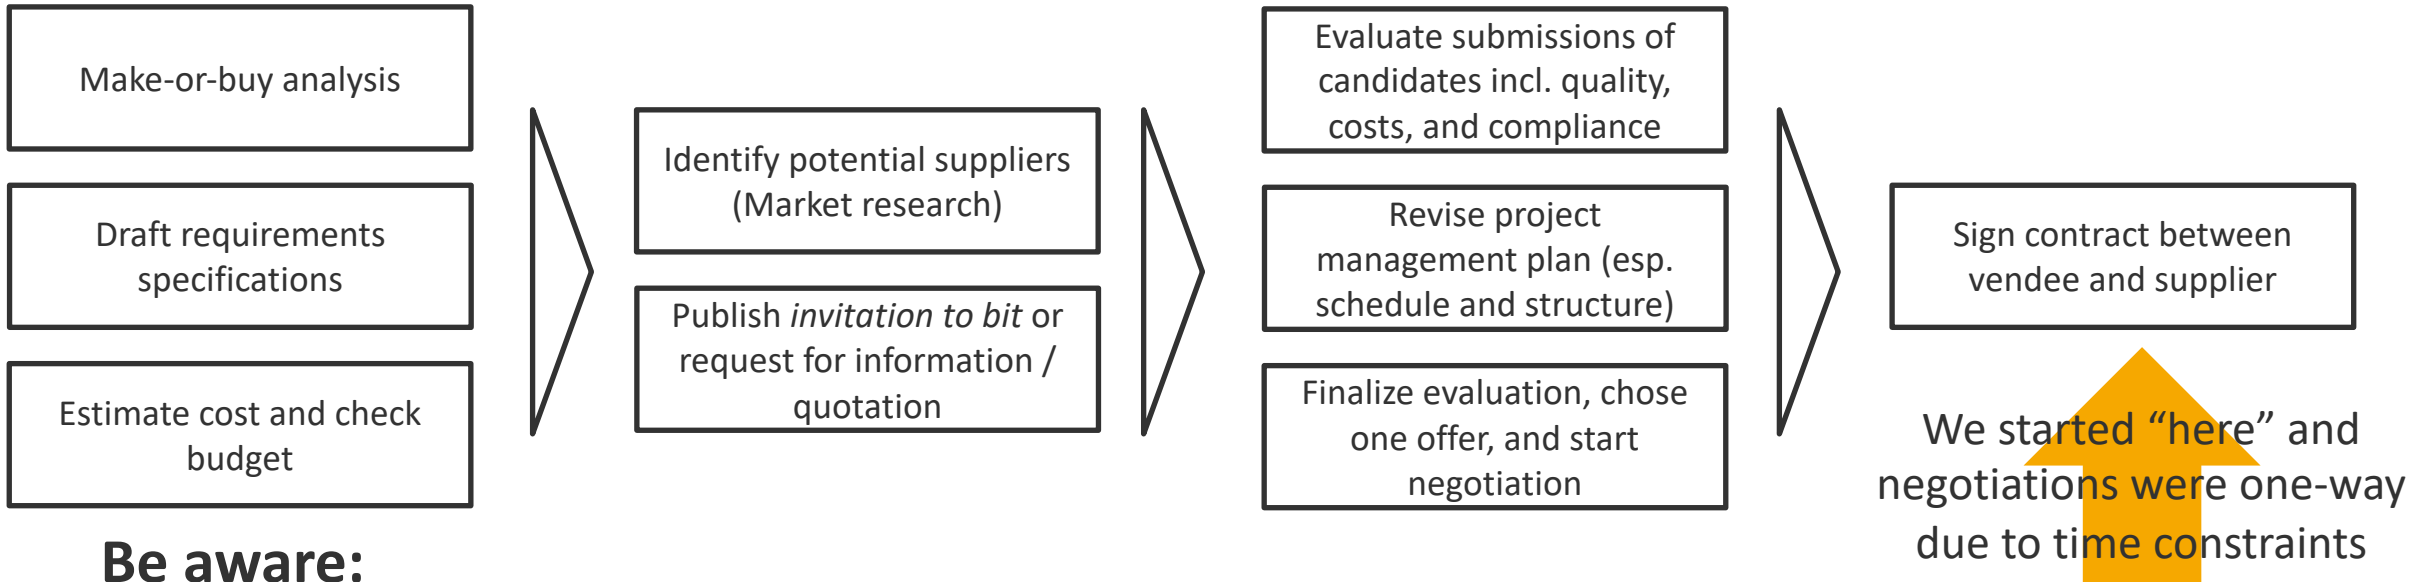 Make-or-buy analysis
Draft requirements
specifications
Estimate cost and check
budget
Be aware:
Identify potential suppliers
(Market research)
Publish invitation to bit or
request for information /
quotation
Evaluate submissions of
candidates incl. quality,
costs, and compliance
Revise project
management plan (esp.
schedule and structure)
Finalize evaluation, chose
one offer, and start
negotiation
Sign contract between
vendee and supplier
We started “here” and
negotiations were one-way
due to time constraints